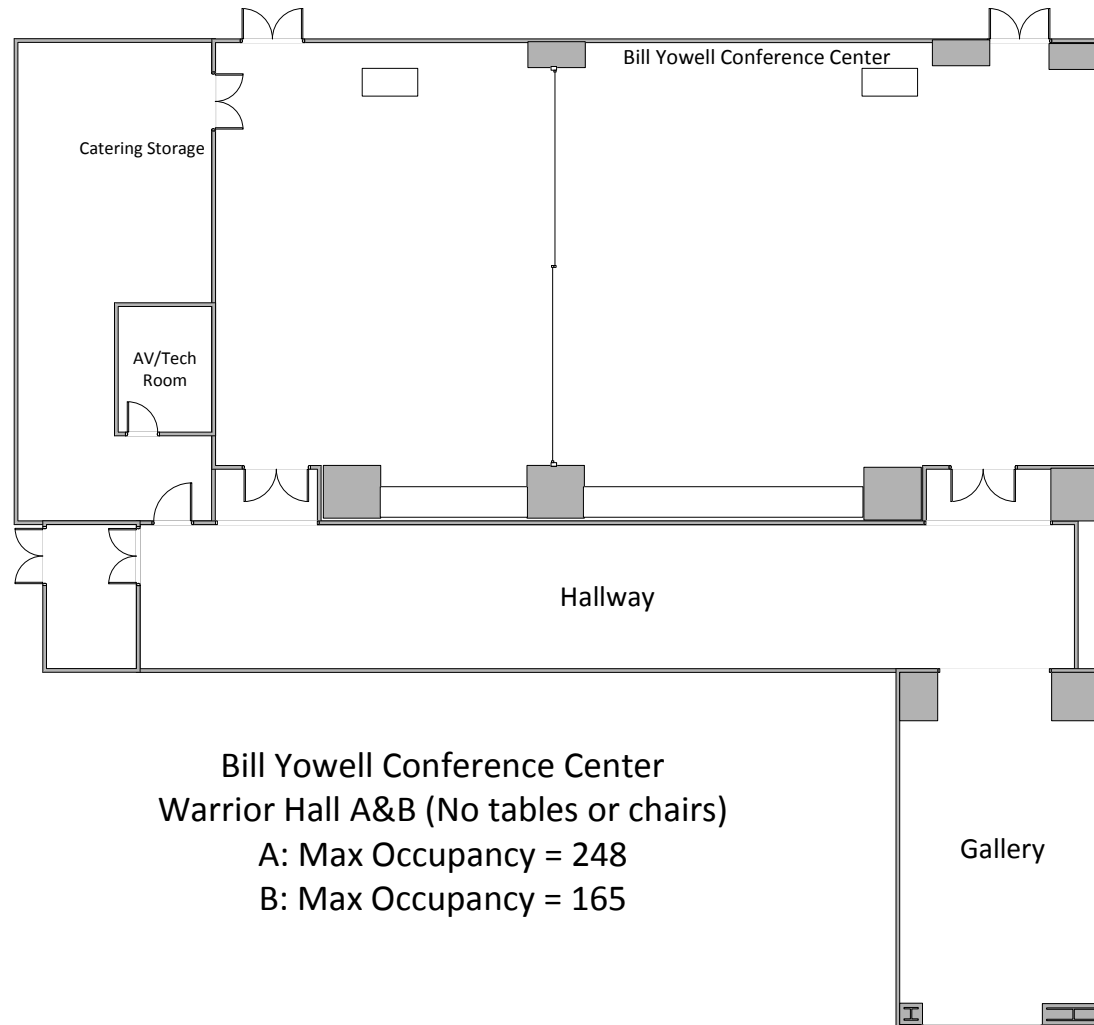 Bill Yowell Conference Center
Catering Storage
AV/Tech
Room
Hallway
Bill Yowell Conference Center
Warrior Hall A&B (No tables or chairs)
A: Max Occupancy = 248
B: Max Occupancy = 165
Gallery